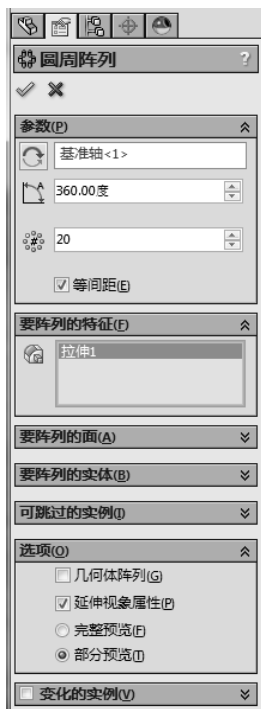 圆周阵列 ?
参数(P)
基准轴<1>
360.00度
20
等间距(E)
要阵列的特征(F)
拉伸1
要阵列的面(A)
要阵列的实体(B)
可跳过的实例(I)
选项(O)
几何体阵列(G)
延伸视象属性(P)
完整预览(F)
部分预览(T)
变化的实例(V)